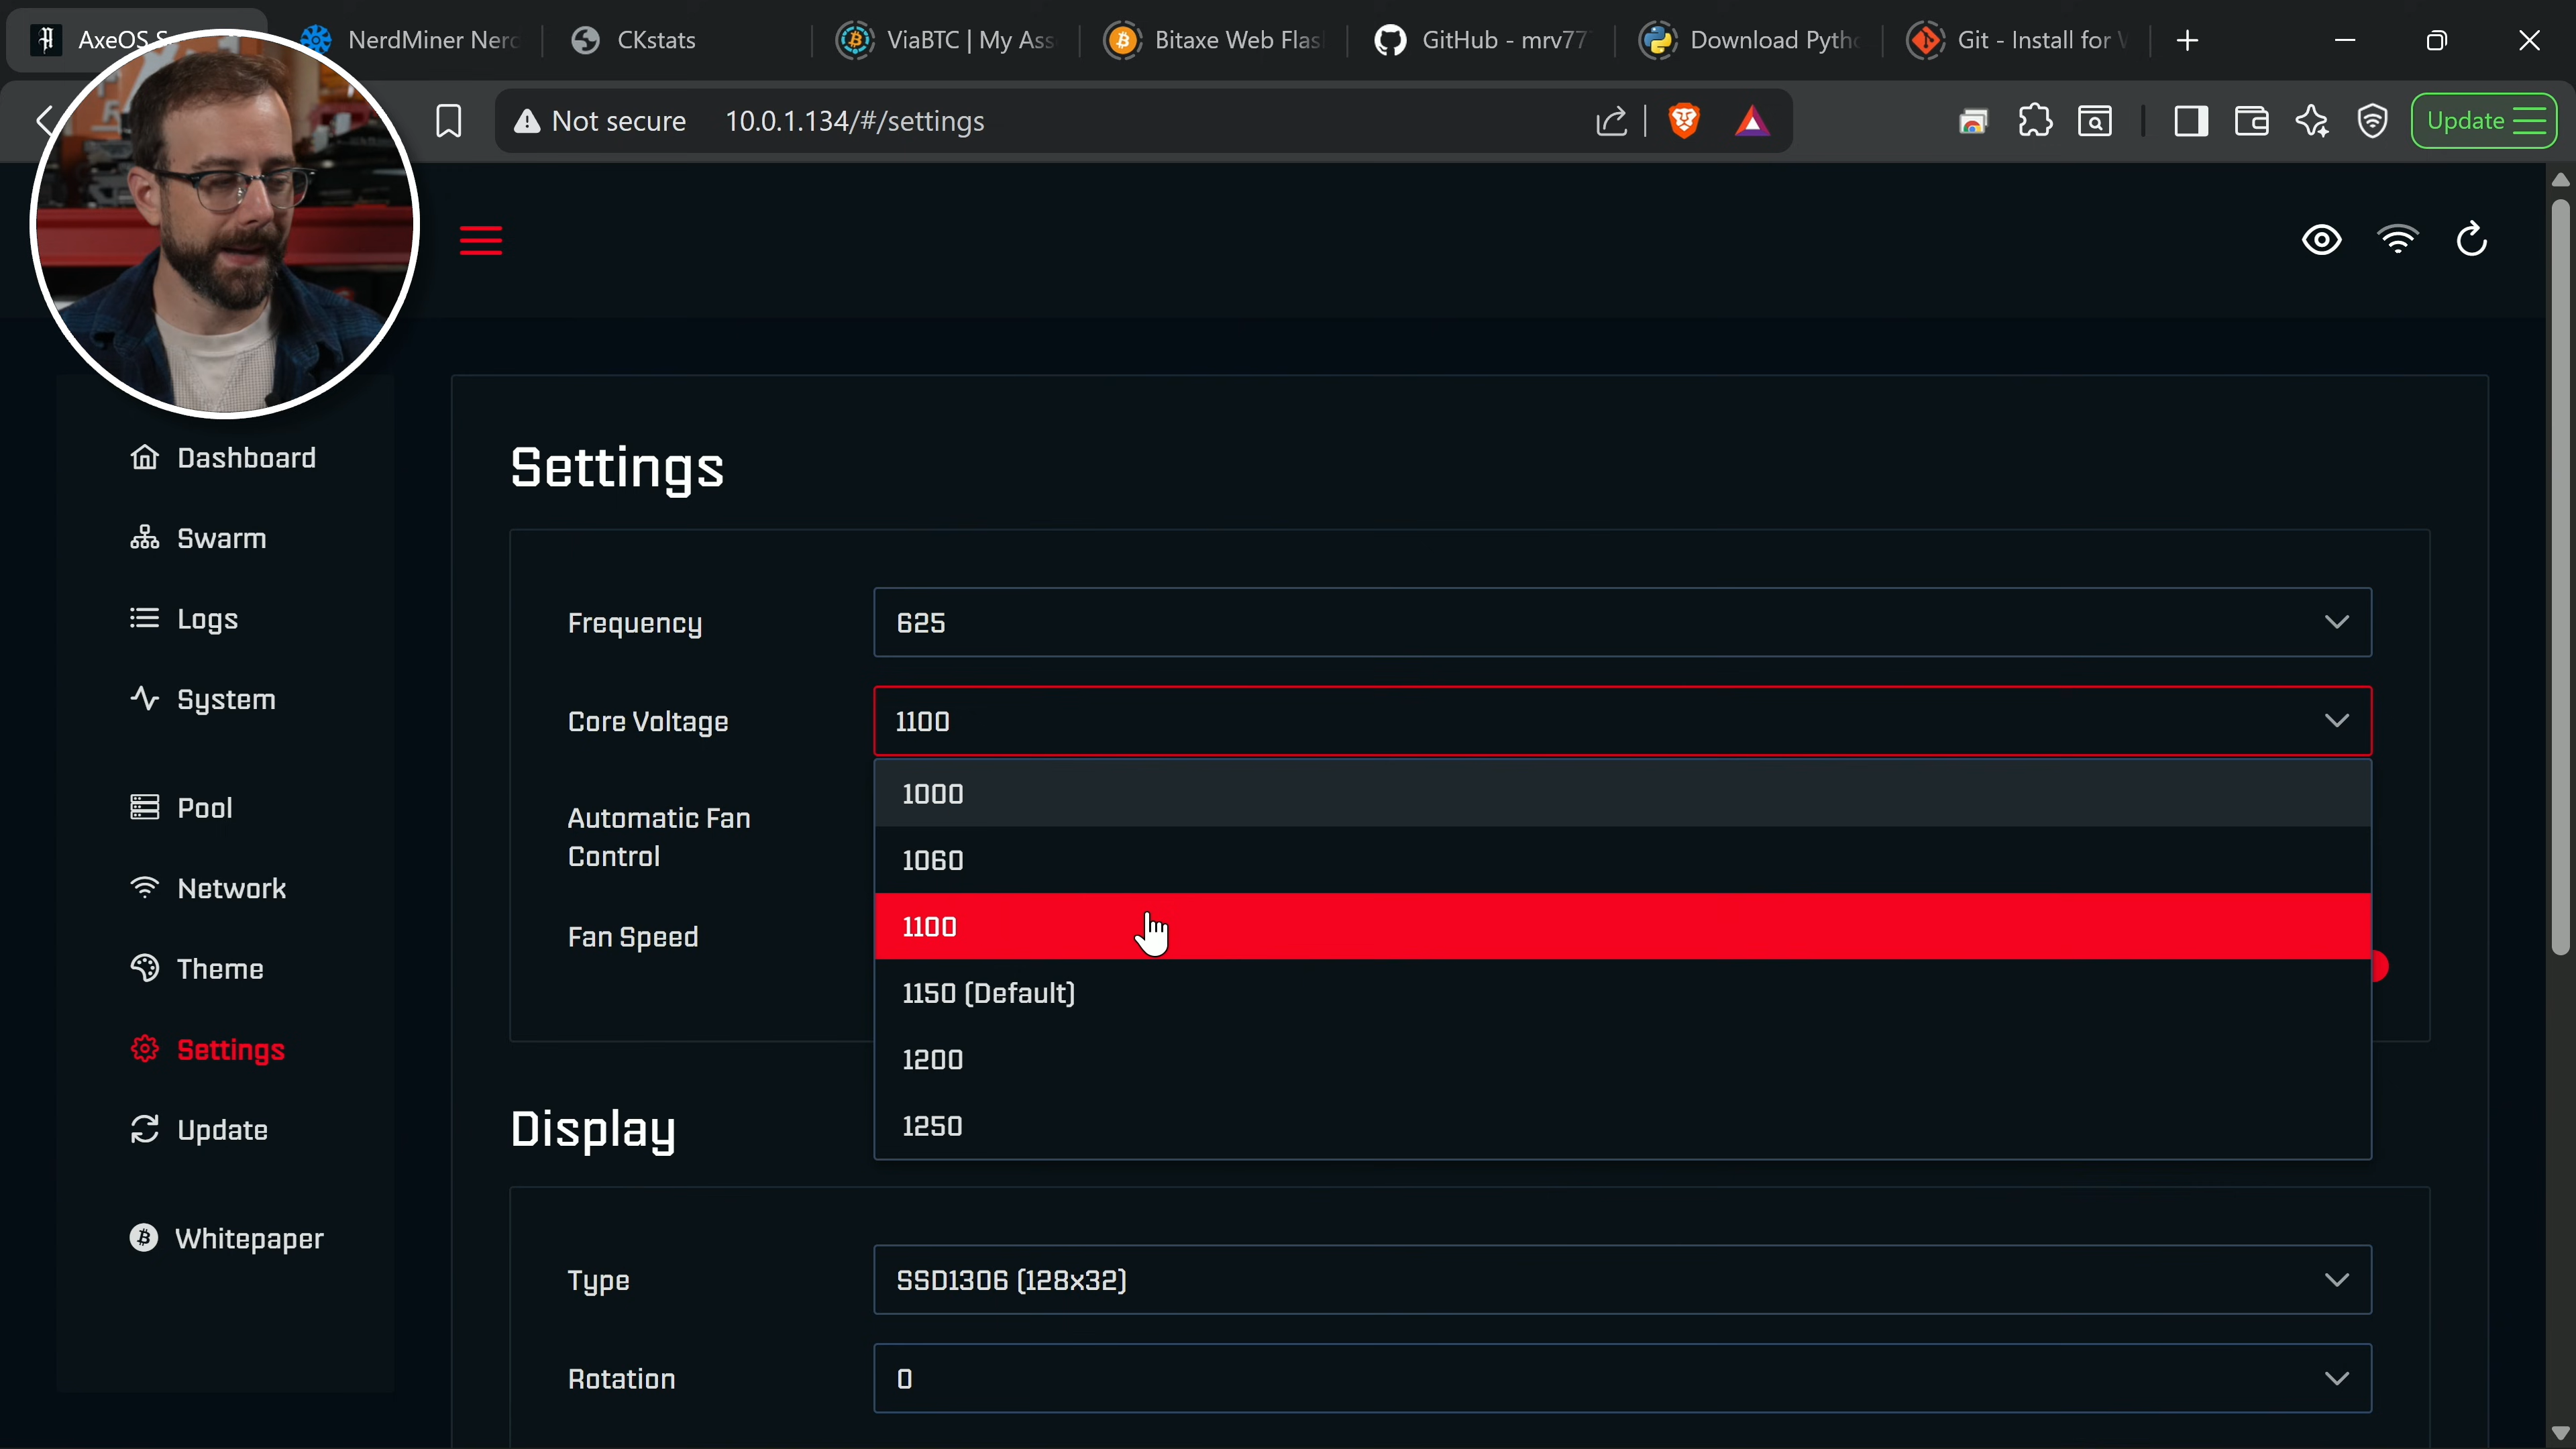 AxeOS S
NerdMiner Nerd
CKstats
ViaBTC | My Ass
Bitaxe Web Flas
GitHub - mrv77
Download Pytho
Git - Install for W
Not secure
10.0.1.134/#/settings
Update
Dashboard
Swarm
Logs
System
Pool
Network
Theme
Settings
Update
Whitepaper
Settings
Frequency
625
Core Voltage
1100
1000
1060
1100
1150 (Default)
1200
1250
Automatic Fan
Control
Fan Speed
Display
Type
SSD1306 (128x32)
Rotation
0